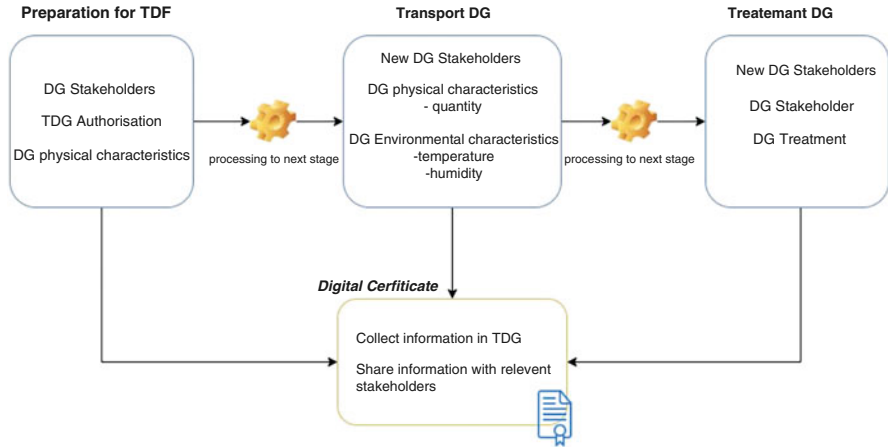 Preparation for TDF
DG Stakeholders
TDG Authorisation
DG physical characteristics
processing to next stage
Transport DG
New DG Stakeholders
DG physical characteristics
- quantity
DG Environmental characteristics
-temperature
-humidity
processing to next stage
Treatemant DG
New DG Stakeholders
DG Stakeholder
DG Treatment
Digital Cerfiticate
Collect information in TDG
Share information with relevent
stakeholders